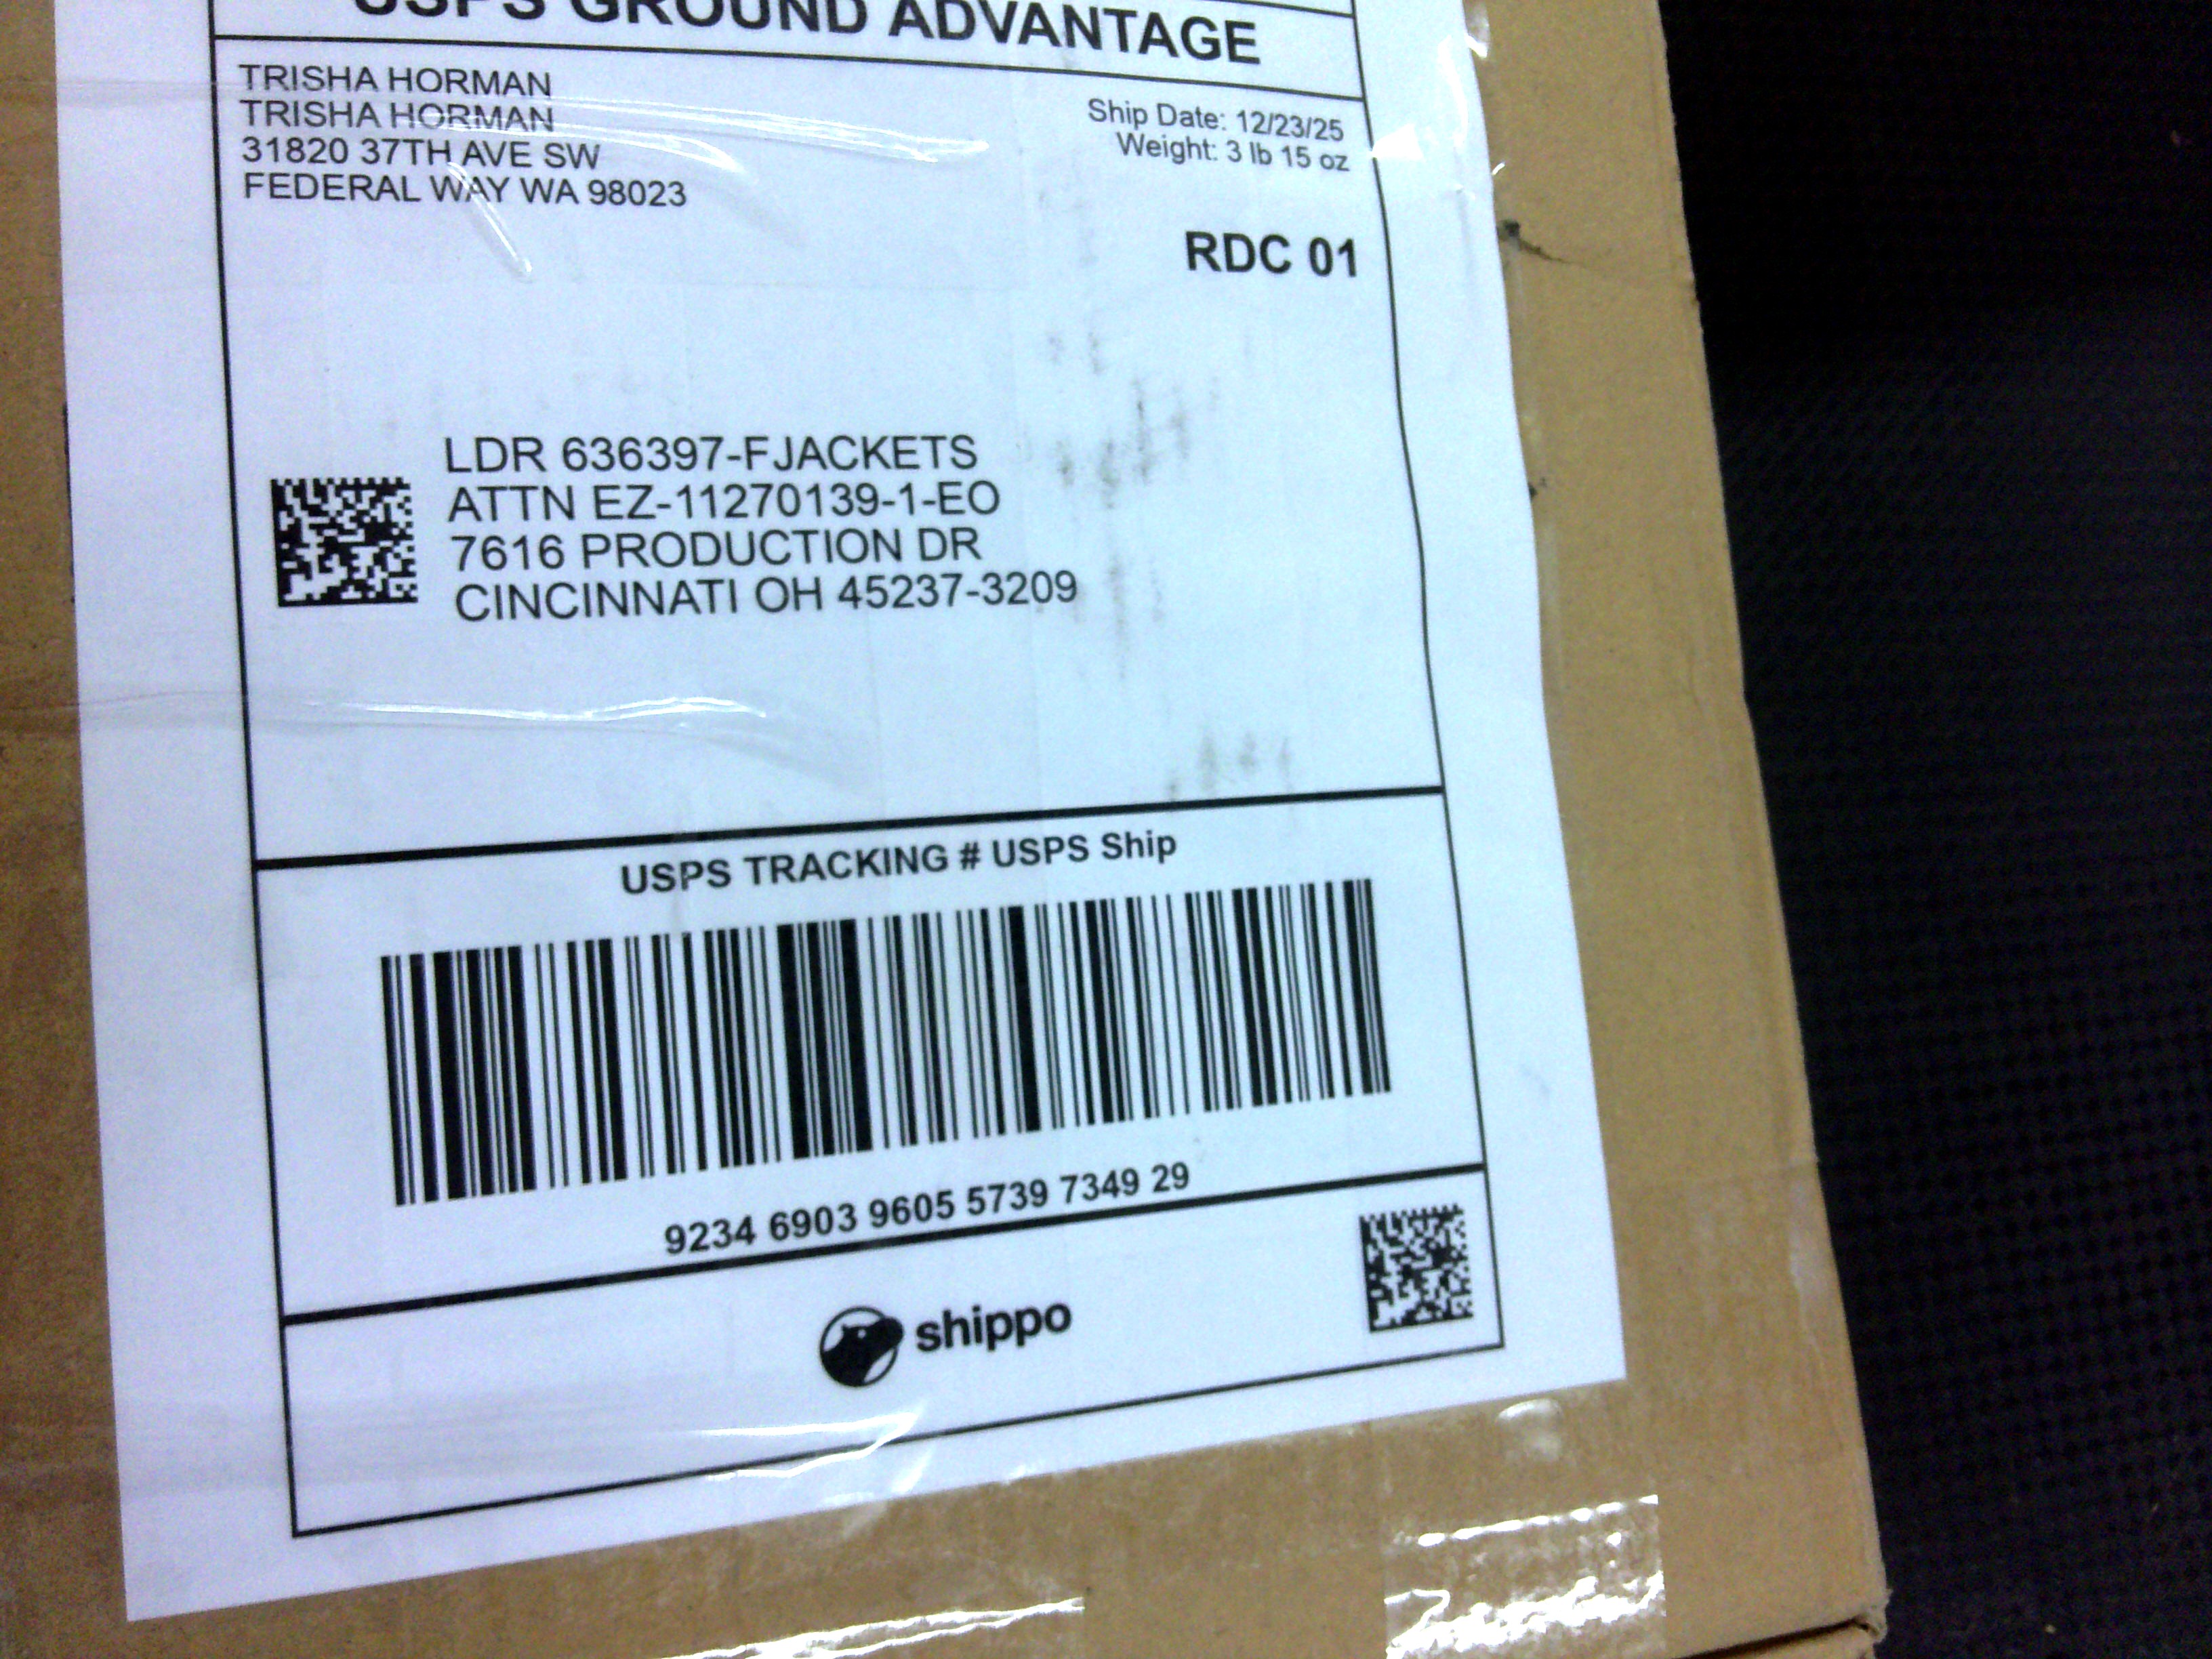 USPS GROUND ADVANTAGE
TRISHA HORMAN
TRISHA HORMAN
31820 37TH AVE SW
FEDERAL WAY WA 98023
Ship Date: 12/23/25
Weight: 3 lb 15 oz
RDC 01
LDR 636397-FJACKETS
ATTN EZ-11270139-1-EO
7616 PRODUCTION DR
CINCINNATI OH 45237-3209
USPS TRACKING # USPS Ship
9234 6903 9605 5739 7349 29
shippo